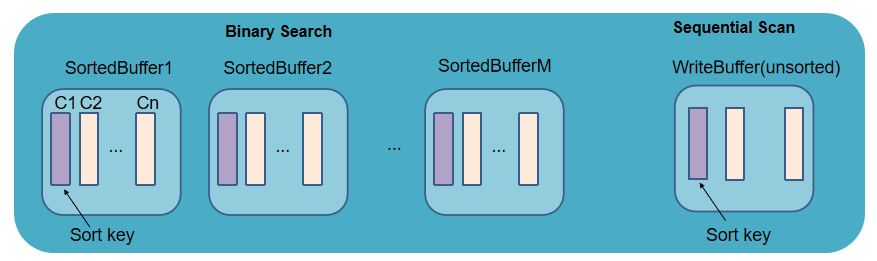 Binary Search
Sequential Scan
SortedBuffer1
SortedBuffer2
SortedBufferM
WriteBuffer(unsorted)
C1 C2 Cn
... ... ... ...
Sort key
Sort key